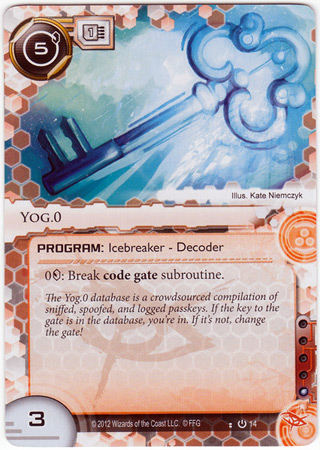 5
1
Illus. Kate Niemczyk
Yog.0
PROGRAM: Icebreaker - Decoder
0: Break code gate subroutine.
The Yog.0 database is a crowdsourced compilation of
sniffed, spoofed, and logged passkeys. If the key to the
gate is in the database, you're in. If it's not, change
the gate!
3
© 2012 Wizards of the Coast LLC. © FFG
14